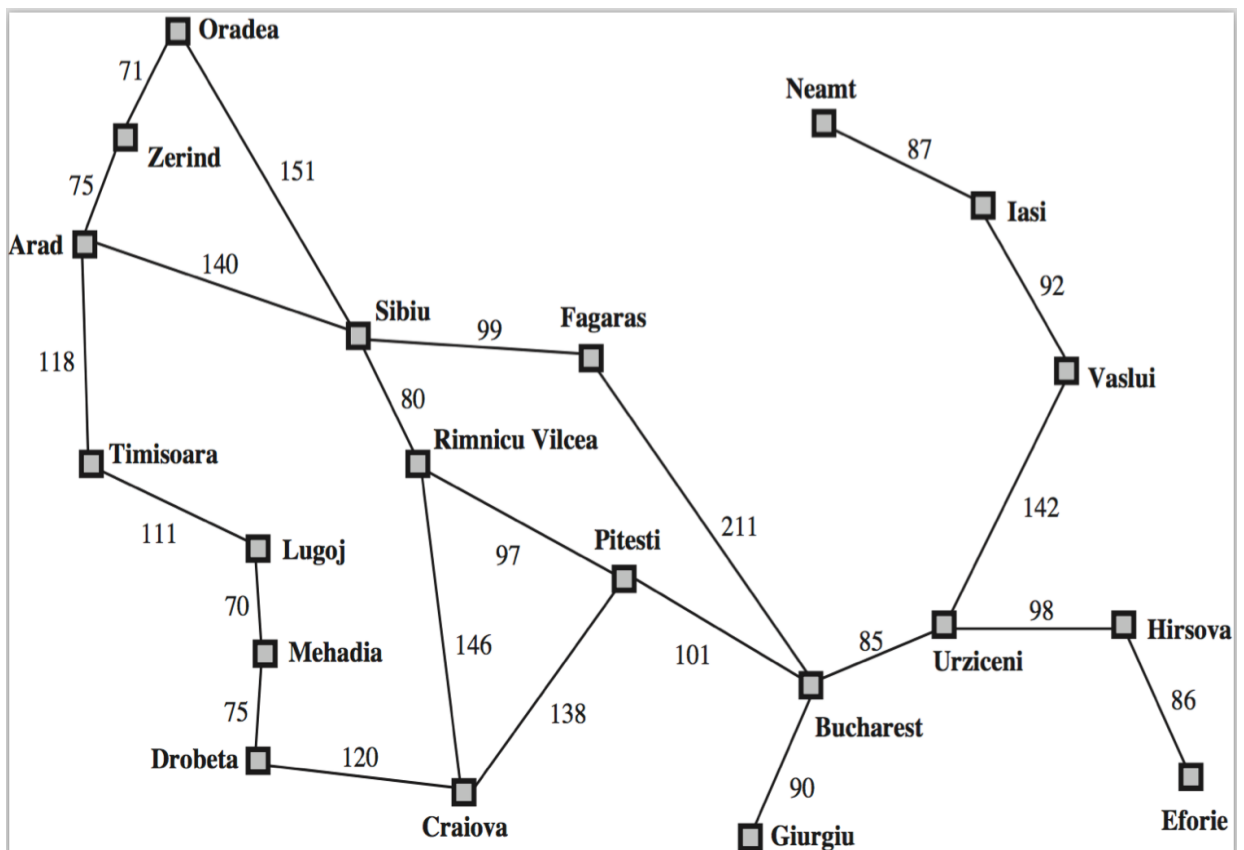 Oradea
71
Neamt
87
Zerind
151
75
Iasi
Arad
140
92
Sibiu
Fagaras
99
118
Vaslui
80
Rimnicu Vilcea
Timisoara
142
211
111
Pitesti
Lugoj
97
70
98
Hirsova
146
85
Mehadia
101
Urziceni
138
86
75
Bucharest
Drobeta
120
90
Craiova
Eforie
Giurgiu